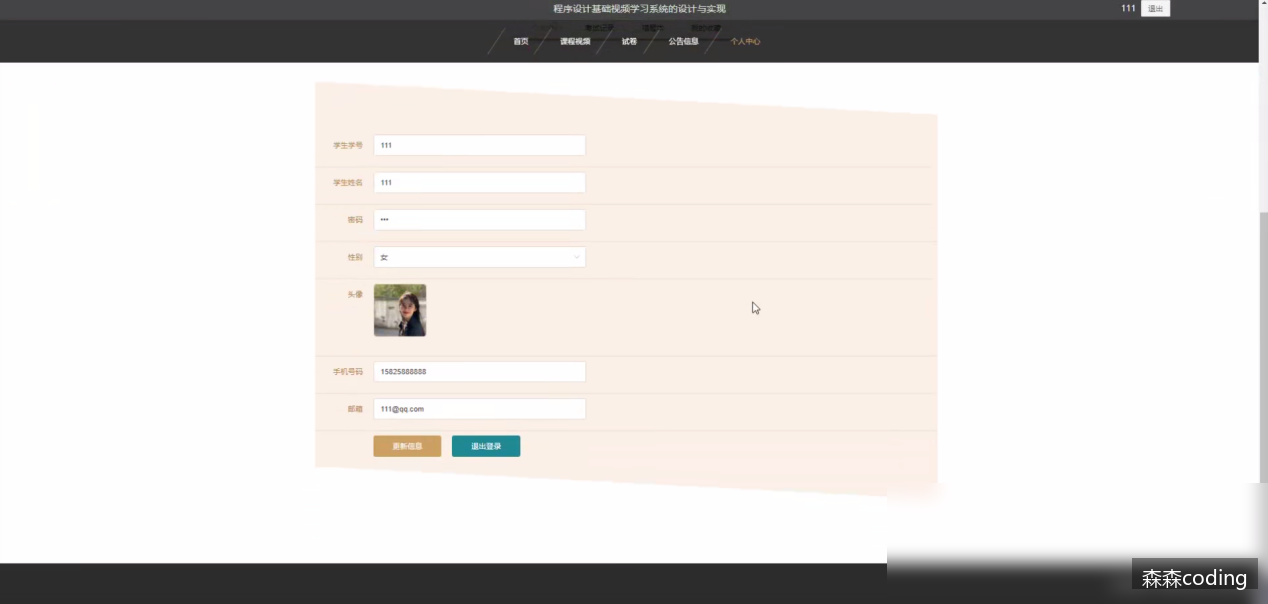 程序设计基础视频学习系统的设计与实现
111 退出
首页 课程视频 试卷 公告信息 个人中心
学生学号 111
学生姓名 111
密码 •••
性别 女
头像
手机号码 15825888888
邮箱 111@qq.com
更新信息 退出登录
森森coding